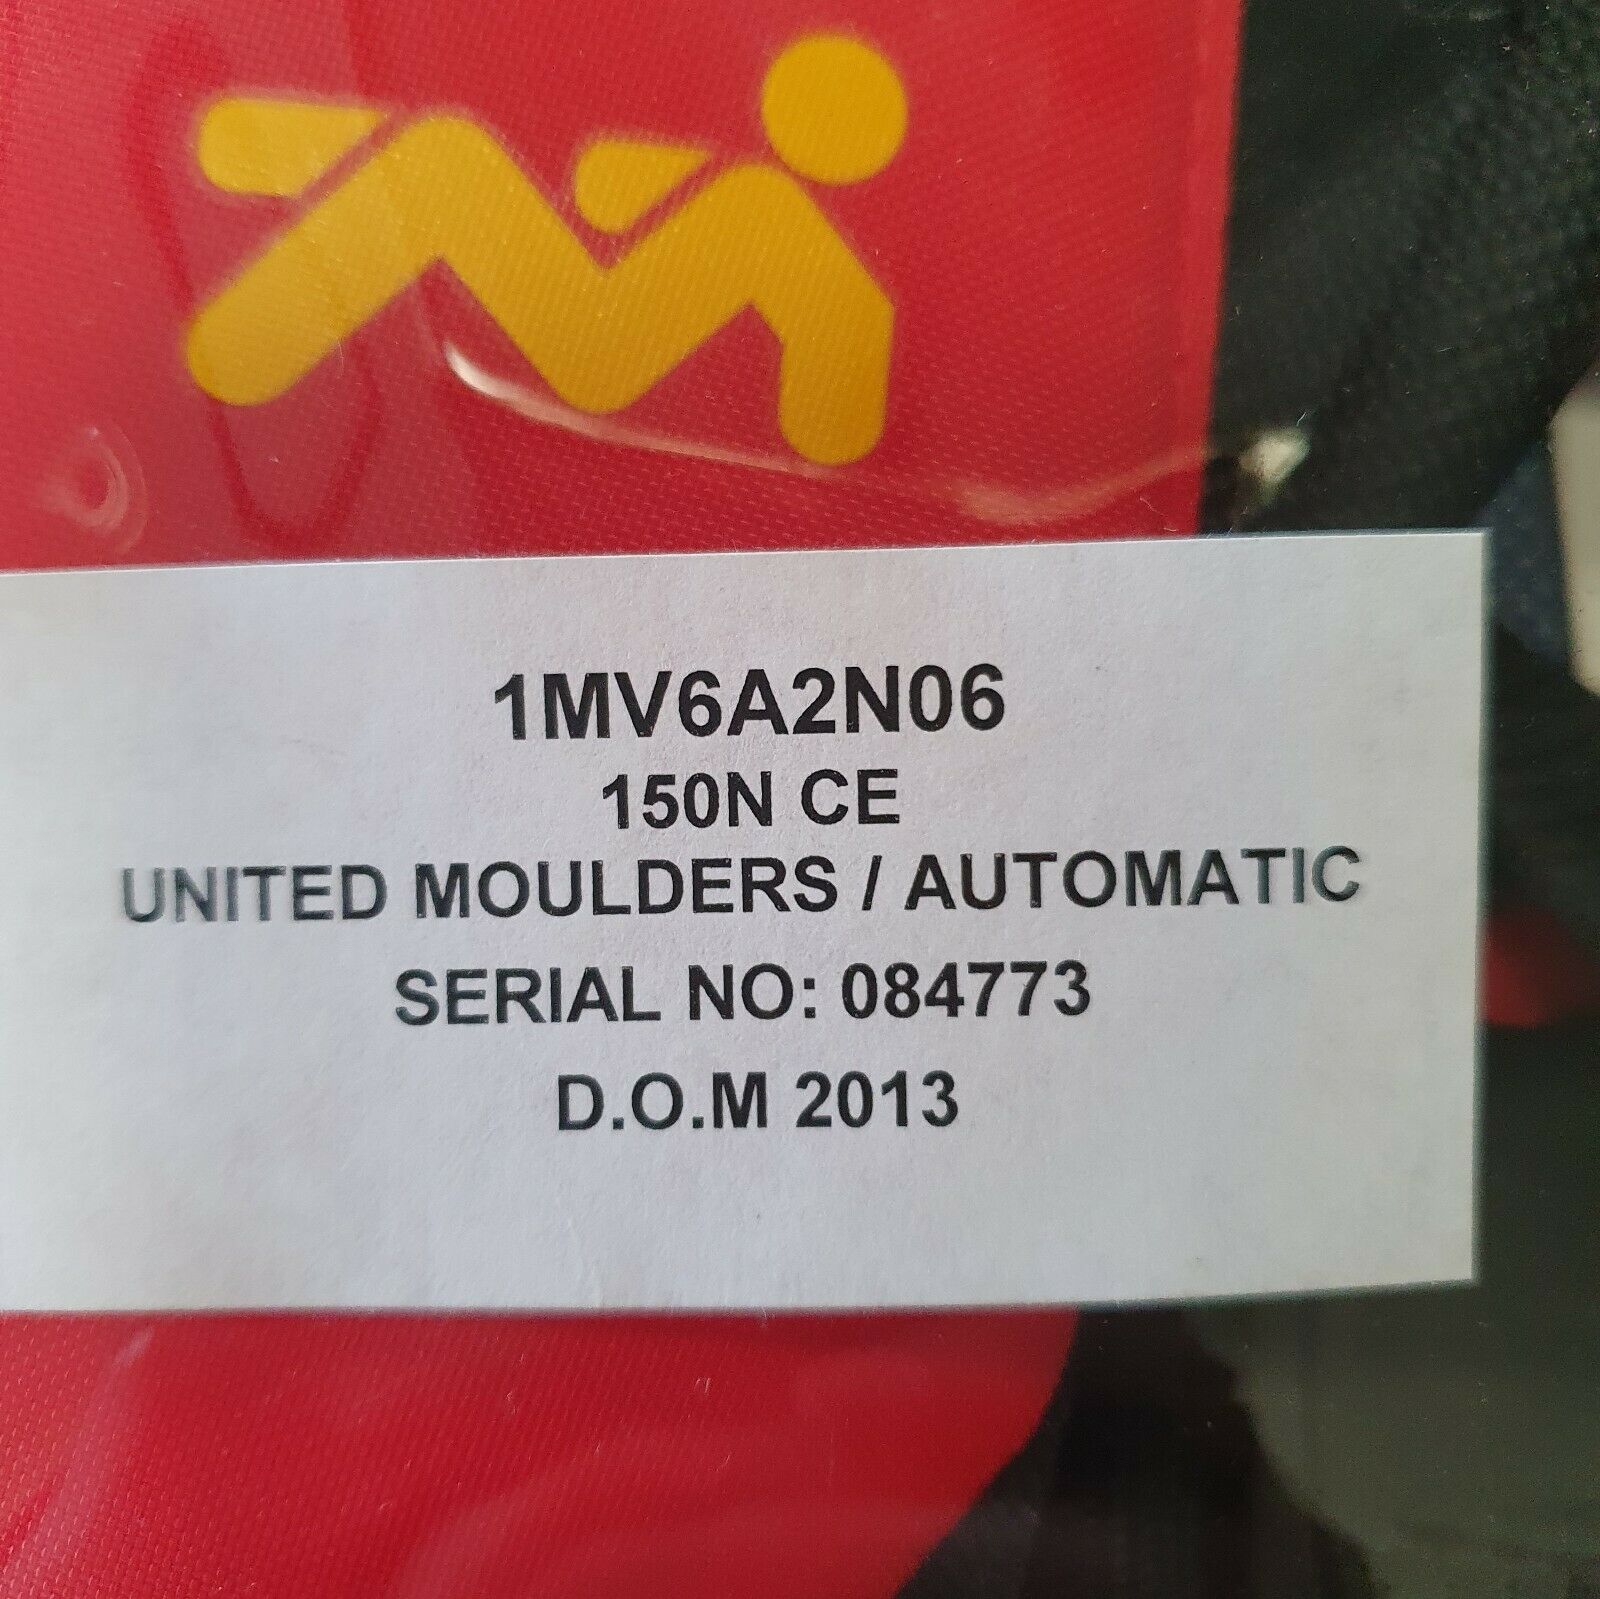 1MV6A2N06
150N CE
UNITED MOULDERS / AUTOMATIC
SERIAL NO: 084773
D.O.M 2013